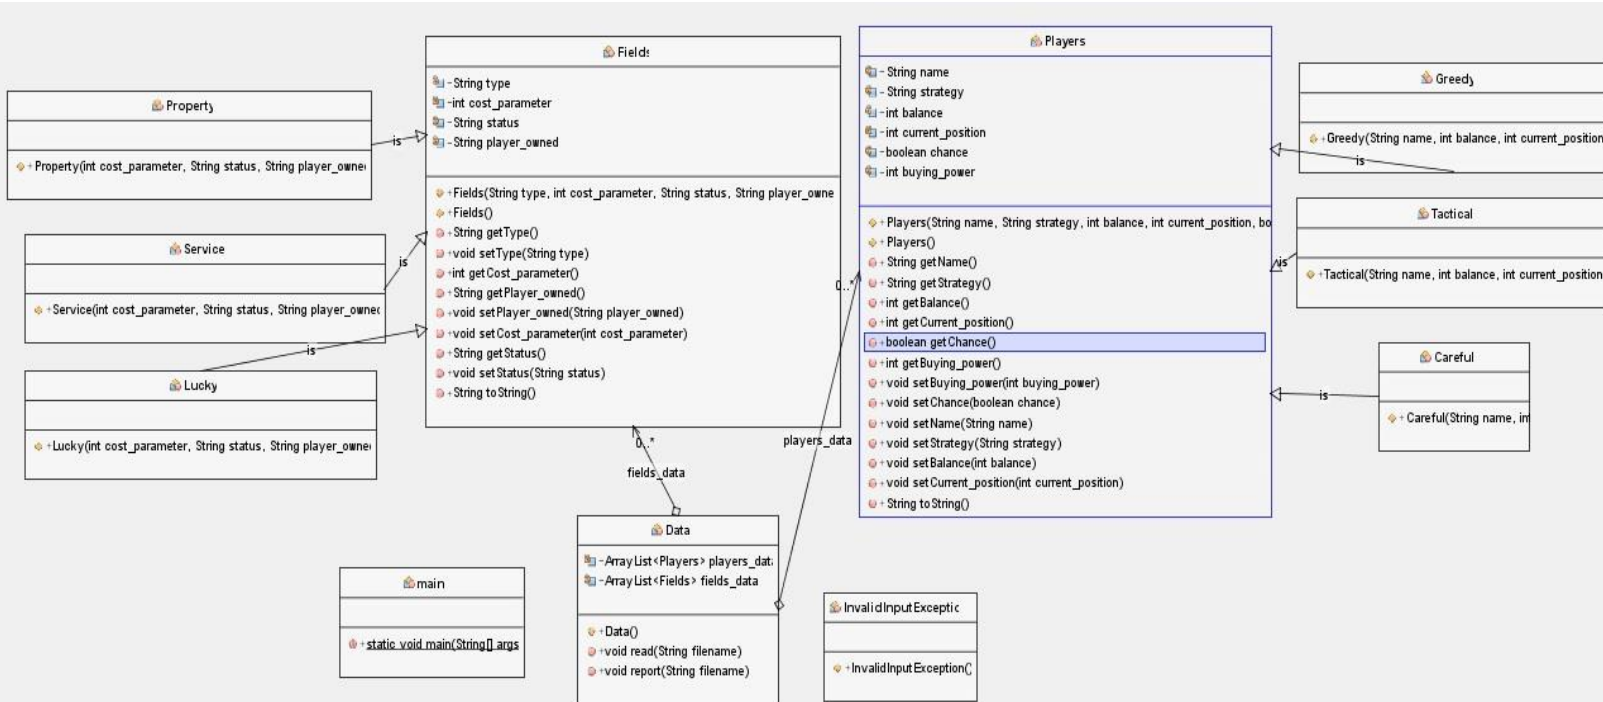 Property
+Property(int cost_parameter, String status, String player_owne
Service
+Service(int cost_parameter, String status, String player_owned
Lucky
+Lucky(int cost_parameter, String status, String player_owne
is
is
is
Fields
-String type
-int cost_parameter
-String status
-String player_owned
+Fields(String type, int cost_parameter, String status, String player_owne
+Fields()
+String getType()
+void setType(String type)
+int getCost_parameter()
+String getPlayer_owned()
+void setPlayer_owned(String player_owned)
+void setCost_parameter(int cost_parameter)
+String getStatus()
+void setStatus(String status)
+String toString()
0..*
fields_data
0..*
players_data
Players
-String name
-String strategy
-int balance
-int current_position
-boolean chance
-int buying_power
+Players(String name, String strategy, int balance, int current_position, bo
+Players()
+String getName()
+String getStrategy()
+int getBalance()
+int getCurrent_position()
+boolean getChance()
+int getBuying_power()
+void setBuying_power(int buying_power)
+void setChance(boolean chance)
+void setName(String name)
+void setStrategy(String strategy)
+void setBalance(int balance)
+void setCurrent_position(int current_position)
+String toString()
Greedy
+Greedy(String name, int balance, int current_position
is
Tactical
+Tactical(String name, int balance, int current_position
is
Careful
+Careful(String name, in
is
Data
-ArrayList<Players> players_dat
-ArrayList<Fields> fields_data
+Data()
+void read(String filename)
+void report(String filename)
main
+static void main(String[] args
InvalidInputExceptic
+InvalidInputException(